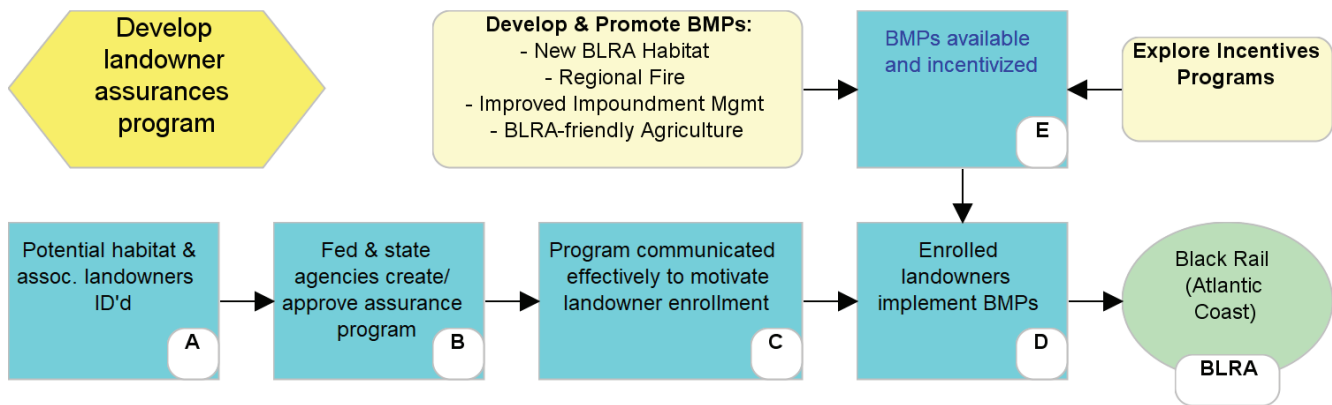 Develop
landowner
assurances
program
Develop & Promote BMPs:
- New BLRA Habitat
- Regional Fire
- Improved Impoundment Mgmt
- BLRA-friendly Agriculture
BMPs available
and incentivized
E
Explore Incentives
Programs
Potential habitat &
assoc. landowners
ID'd
A
Fed & state
agencies create/
approve assurance
program
B
Program communicated
effectively to motivate
landowner enrollment
C
Enrolled
landowners
implement BMPs
D
Black Rail
(Atlantic
Coast)
BLRA